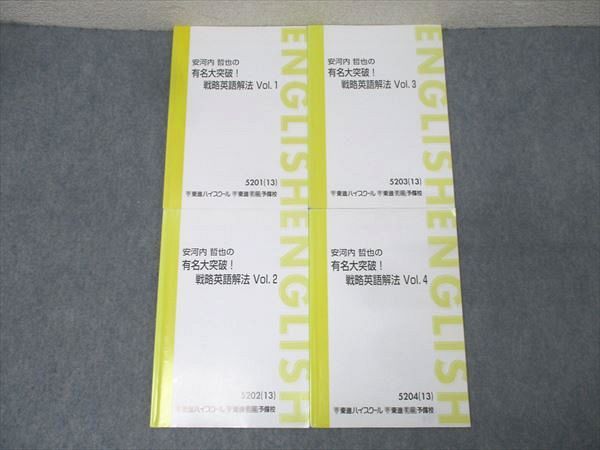 安河内 哲也の
有名大突破！
戦略英語解法 Vol.1
5201(13)
東進ハイスクール 東進衛星予備校
ENGLISH
安河内 哲也の
有名大突破！
戦略英語解法 Vol.3
5203(13)
東進ハイスクール 東進衛星予備校
ENGLISH
安河内 哲也の
有名大突破！
戦略英語解法 Vol.2
5202(13)
東進ハイスクール 東進衛星予備校
ENGLISH
安河内 哲也の
有名大突破！
戦略英語解法 Vol.4
5204(13)
東進ハイスクール 東進衛星予備校
ENGLISH